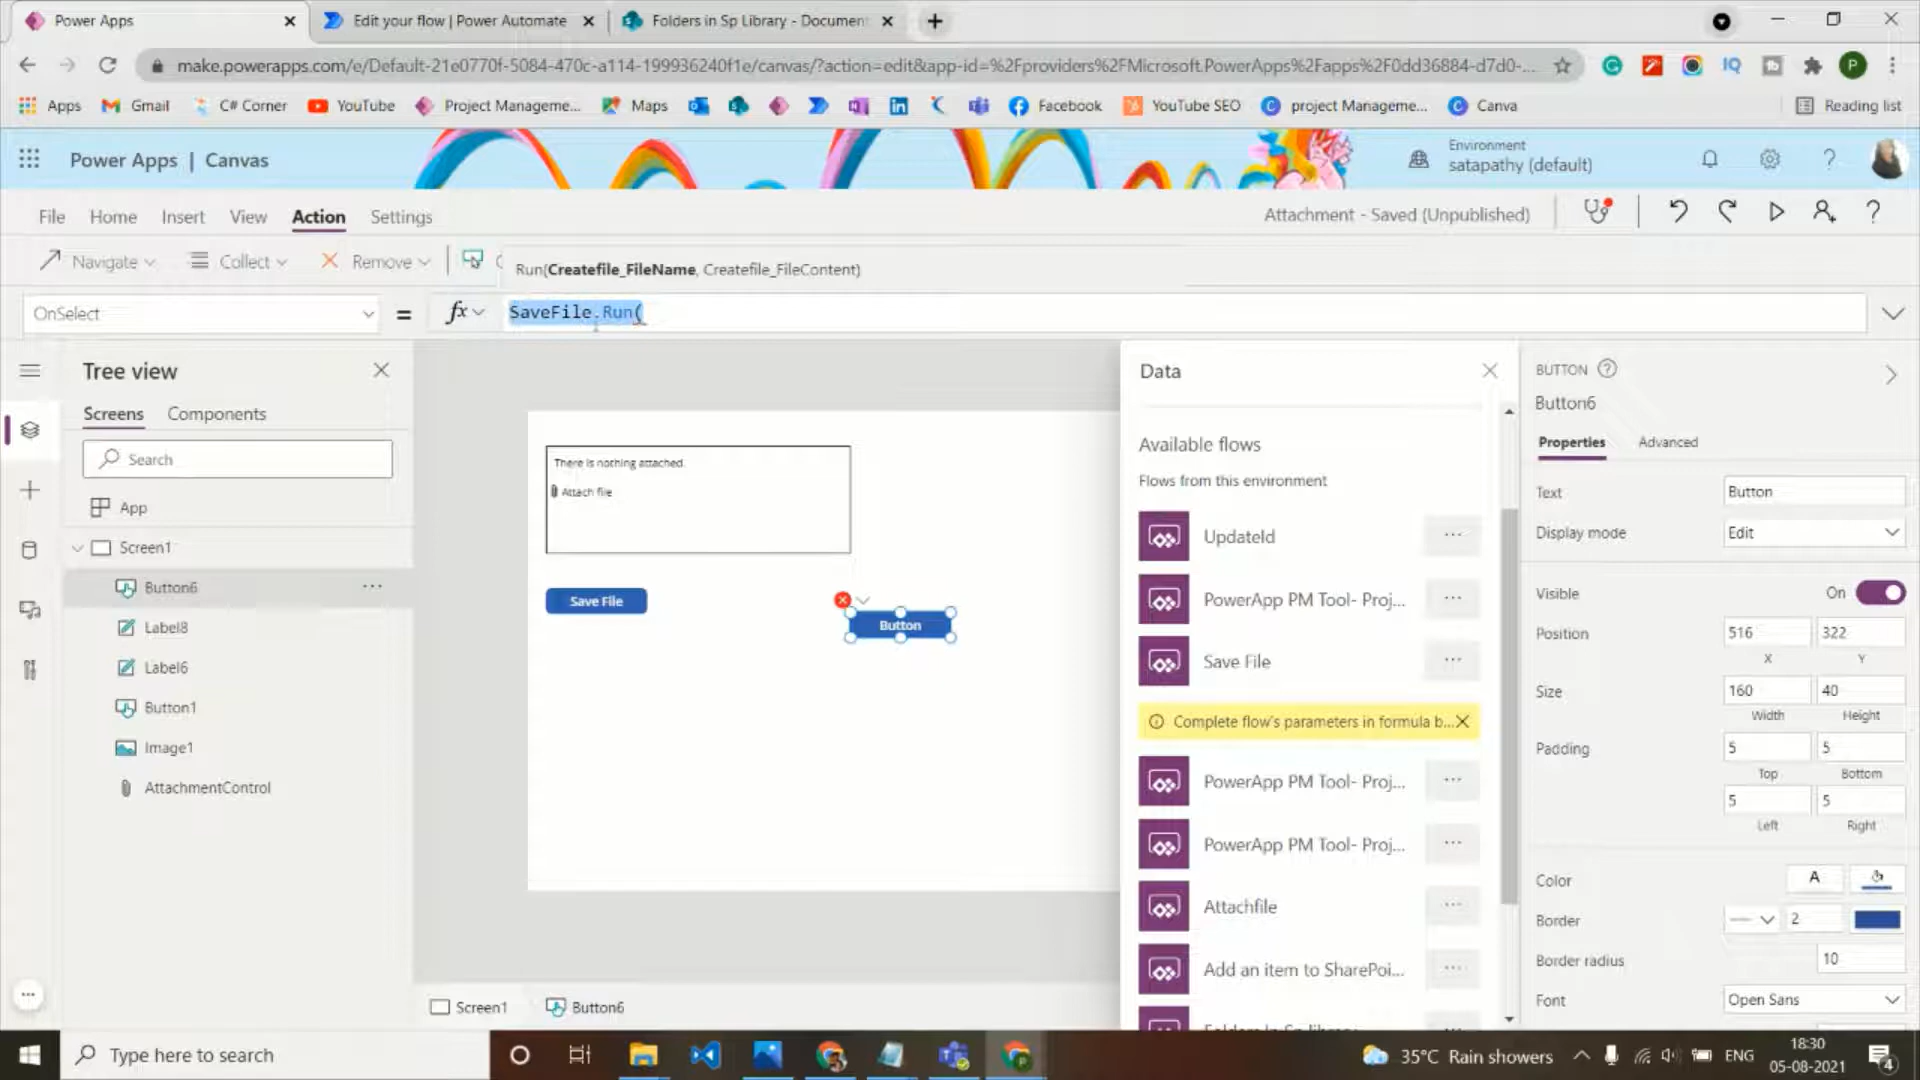 Power Apps
Edit your flow | Power Automate
Folders in Sp Library - Document
make.powerapps.com/e/Default-21e0770f-5084-470c-a114-199936240f1e/canvas/?action=edit&app-id=%2Fproviders%2FMicrosoft.PowerApps%2Fapps%2F0dd36884-d7d0-...
P
Apps
Gmail
C# Corner
YouTube
Project Manageme...
Maps
Facebook
YouTube SEO
project Manageme...
Canva
Reading list
Power Apps | Canvas
Environment
satapathy (default)
File
Home
Insert
View
Action
Settings
Attachment - Saved (Unpublished)
Navigate
Collect
Remove
Run(Createfile_FileName, Createfile_FileContent)
OnSelect
=
fx
SaveFile.Run(
Tree view
Screens
Components
Search
App
Screen1
Button6
Label8
Label6
Button1
Image1
AttachmentControl
There is nothing attached.
Attach file
Save File
Button
Screen1
Button6
Data
Available flows
Flows from this environment
UpdateId
PowerApp PM Tool- Proj...
Save File
Complete flow's parameters in formula b...
PowerApp PM Tool- Proj...
PowerApp PM Tool- Proj...
Attachfile
Add an item to SharePoi...
BUTTON
Button6
Properties
Advanced
Text
Button
Display mode
Edit
Visible
On
Position
516
322
X
Y
Size
160
40
Width
Height
Padding
5
5
Top
Bottom
5
5
Left
Right
Color
A
Border
2
Border radius
10
Font
Open Sans
Type here to search
35°C Rain showers
ENG
18:30
05-08-2021
4